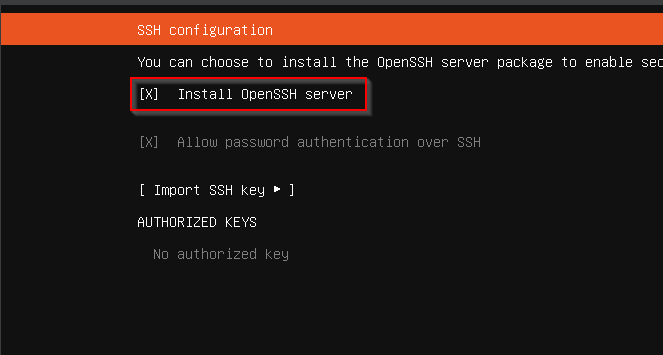 SSH configuration
You can choose to install the OpenSSH server package to enable
[X] Install OpenSSH server
[X] Allow password authentication over SSH
[ Import SSH key ▸ ]
AUTHORIZED KEYS
No authorized key